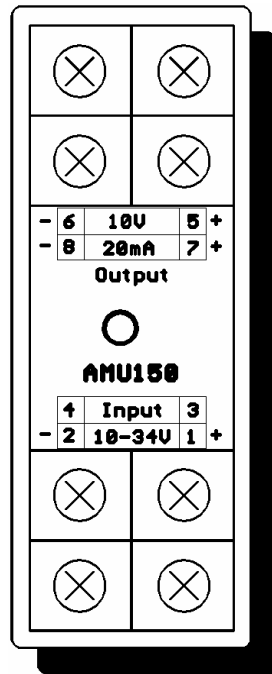 - 6 10V 5 +
- 8 20mA 7 +
Output
AMU150
4 Input 3
- 2 10-34V 1 +